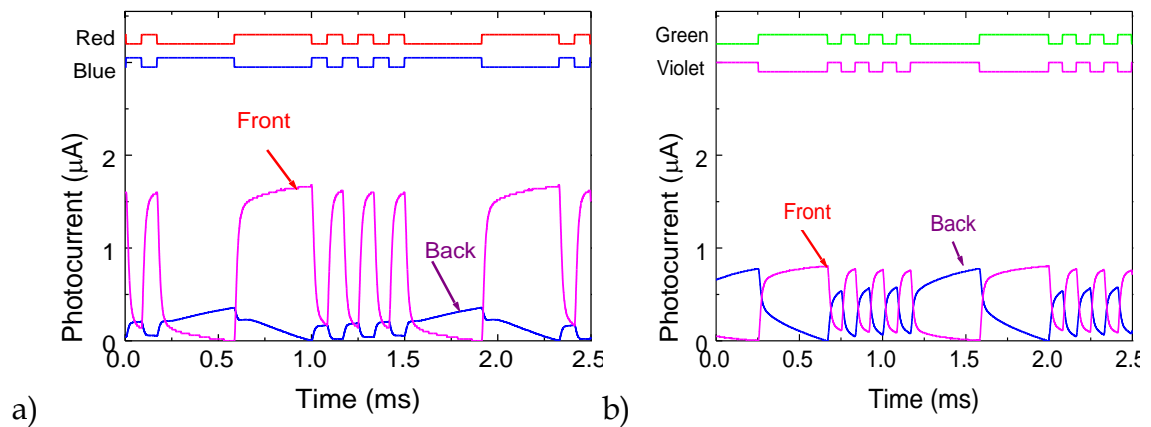 Red
Blue
Front
Back
Photocurrent (μA)
0
1
2
0.0 0.5 1.0 1.5 2.0 2.5
Time (ms)
a)
Green
Violet
Front
Back
Photocurrent (μA)
0
1
2
0.0 0.5 1.0 1.5 2.0 2.5
Time (ms)
b)